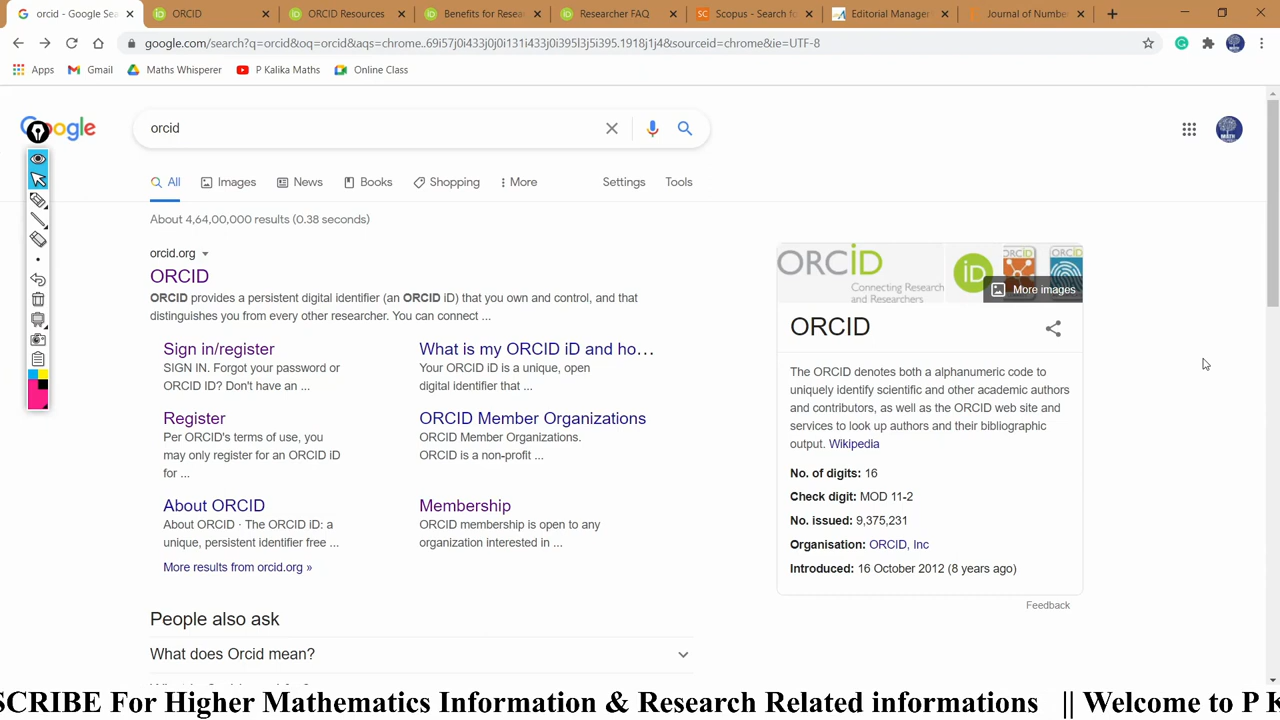 orcid - Google Sea
ORCID
ORCID Resources
Benefits for Resea
Researcher FAQ
Scopus - Search fo
Editorial Manager
Journal of Number
google.com/search?q=orcid&oq=orcid&aqs=chrome..69i57j0i433j0j0i131i433j0i395l3j5i395.1918j1j4&sourceid=chrome&ie=UTF-8
Apps
Gmail
Maths Whisperer
P Kalika Maths
Online Class
Google
orcid
All
Images
News
Books
Shopping
More
Settings
Tools
About 4,64,00,000 results (0.38 seconds)
orcid.org
ORCID
ORCID provides a persistent digital identifier (an ORCID iD) that you own and control, and that
distinguishes you from every other researcher. You can connect ...
Sign in/register
SIGN IN. Forgot your password or
ORCID ID? Don't have an ...
What is my ORCID iD and ho...
Your ORCID iD is a unique, open
digital identifier that ...
Register
Per ORCID's terms of use, you
may only register for an ORCID iD
for ...
ORCID Member Organizations
ORCID Member Organizations.
ORCID is a non-profit ...
About ORCID
About ORCID · The ORCID iD: a
unique, persistent identifier free ...
Membership
ORCID membership is open to any
organization interested in ...
More results from orcid.org »
People also ask
What does Orcid mean?
ORCiD
Connecting Research
and Researchers
iD
ORCID
ORCID
More images
ORCID
The ORCID denotes both a alphanumeric code to
uniquely identify scientific and other academic authors
and contributors, as well as the ORCID web site and
services to look up authors and their bibliographic
output. Wikipedia
No. of digits: 16
Check digit: MOD 11-2
No. issued: 9,375,231
Organisation: ORCID, Inc
Introduced: 16 October 2012 (8 years ago)
Feedback
SCRIBE For Higher Mathematics Information & Research Related informations || Welcome to P K